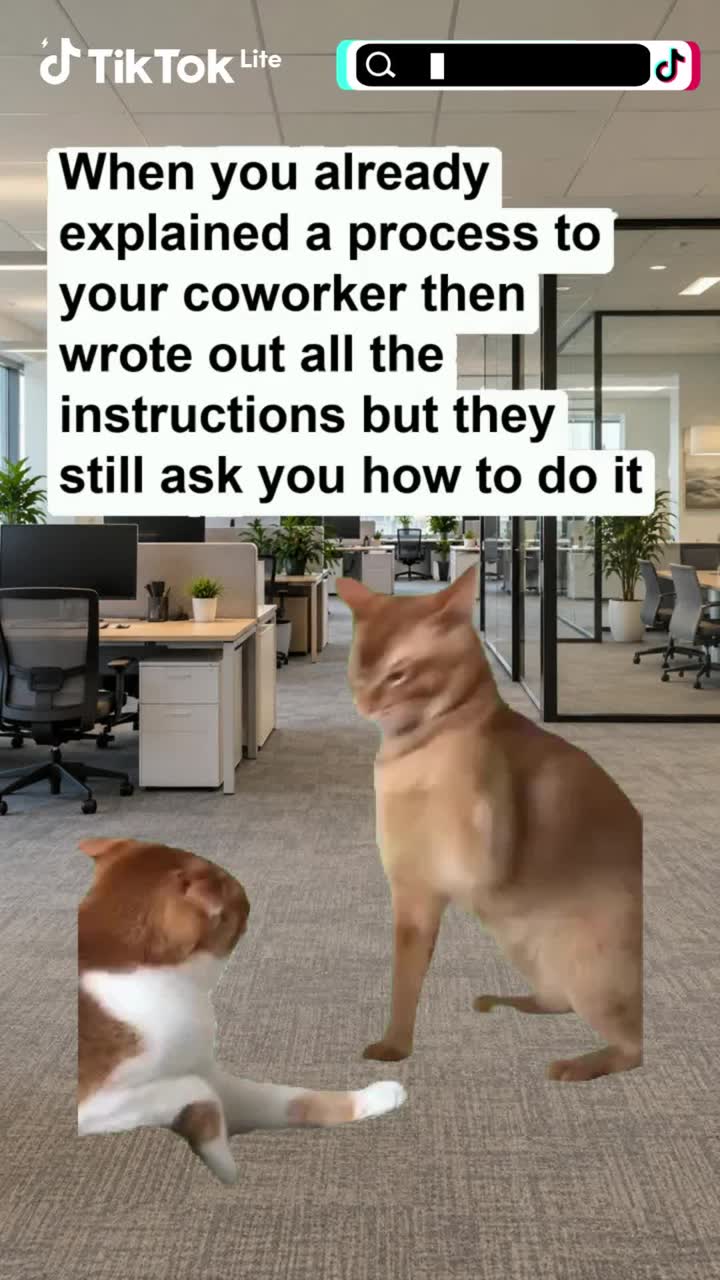 TikTok Lite
When you already
explained a process to
your coworker then
wrote out all the
instructions but they
still ask you how to do it